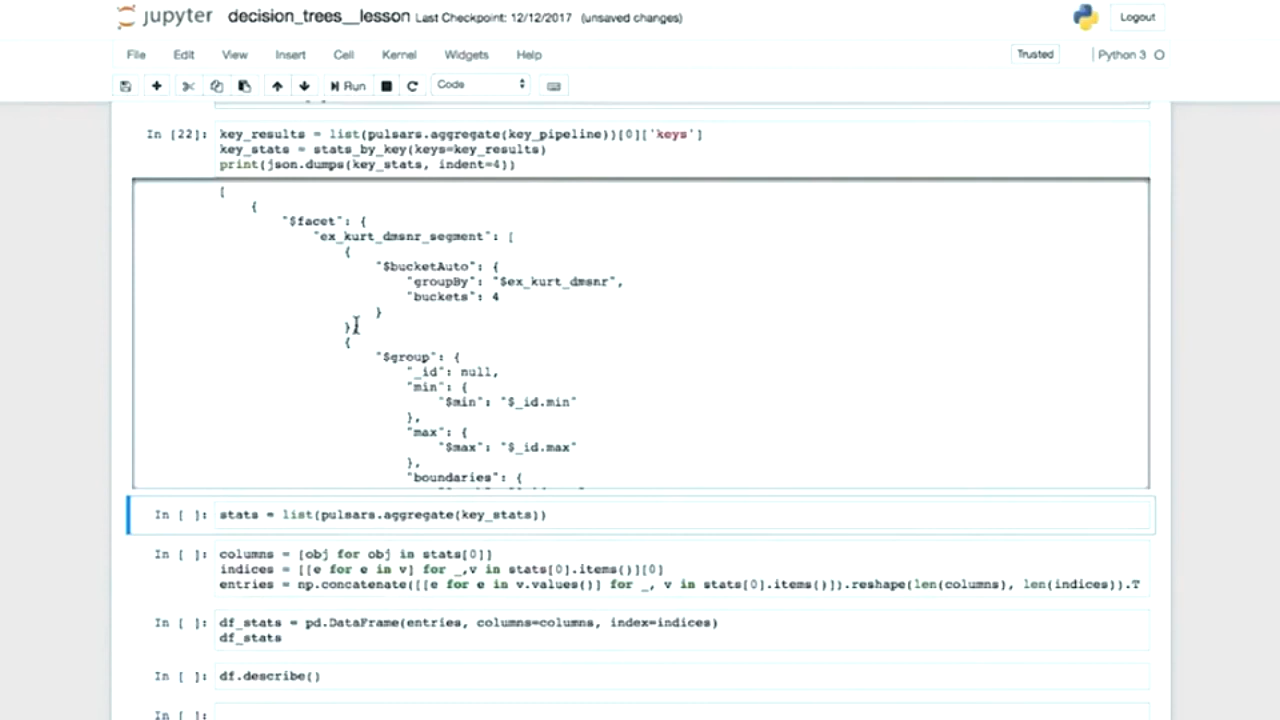 jupyter decision_trees__lesson Last Checkpoint: 12/12/2017 (unsaved changes) Logout
File Edit View Insert Cell Kernel Widgets Help Trusted Python 3
Run Code
In [22]: key_results = list(pulsars.aggregate(key_pipeline))[0]['keys']
key_stats = stats_by_key(keys=key_results)
print(json.dumps(key_stats, indent=4))
[
{
"$facet": {
"ex_kurt_dmsnr_segment": [
{
"$bucketAuto": {
"groupBy": "$ex_kurt_dmsnr",
"buckets": 4
}
},
{
"$group": {
"_id": null,
"min": {
"$min": "$_id.min"
},
"max": {
"$max": "$_id.max"
},
"boundaries": {
In [ ]: stats = list(pulsars.aggregate(key_stats))
In [ ]: columns = [obj for obj in stats[0]]
indices = [[e for e in v] for _,v in stats[0].items()][0]
entries = np.concatenate([[e for e in v.values()] for _, v in stats[0].items()]).reshape(len(columns), len(indices)).T
In [ ]: df_stats = pd.DataFrame(entries, columns=columns, index=indices)
df_stats
In [ ]: df.describe()
In [ ]: